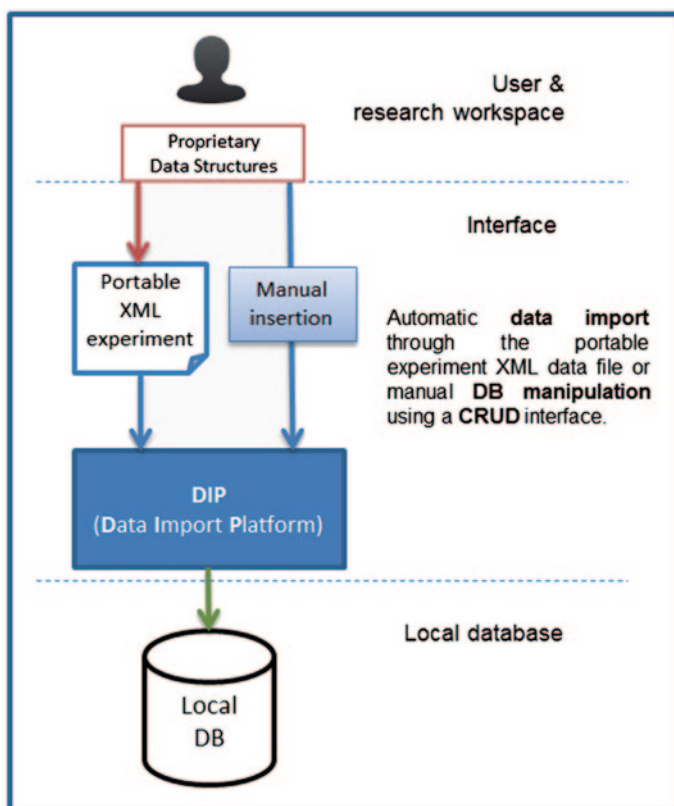 User &
research workspace
Proprietary
Data Structures
Interface
Portable
XML
experiment
Manual
insertion
Automatic data import
through the portable
experiment XML data file or
manual DB manipulation
using a CRUD interface.
DIP
(Data Import Platform)
Local database
Local
DB